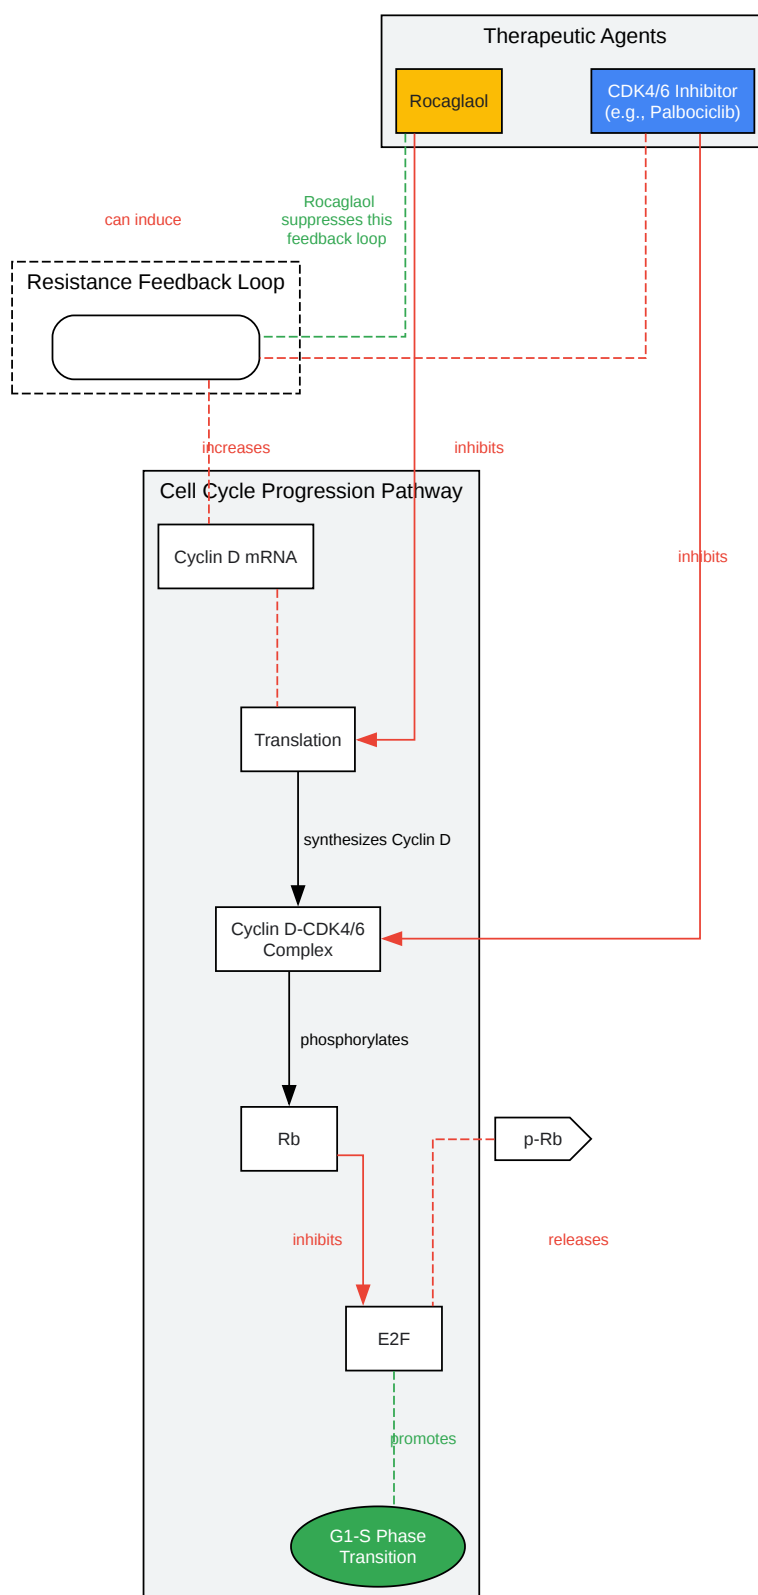 Therapeutic Agents
Rocaglaol
CDK4/6 Inhibitor
(e.g., Palbociclib)
can induce
Rocaglaol
suppresses this
feedback loop
Resistance Feedback Loop
increases
inhibits
Cell Cycle Progression Pathway
Cyclin D mRNA
inhibits
Translation
synthesizes Cyclin D
Cyclin D-CDK4/6
Complex
phosphorylates
Rb
p-Rb
inhibits
releases
E2F
promotes
G1-S Phase
Transition